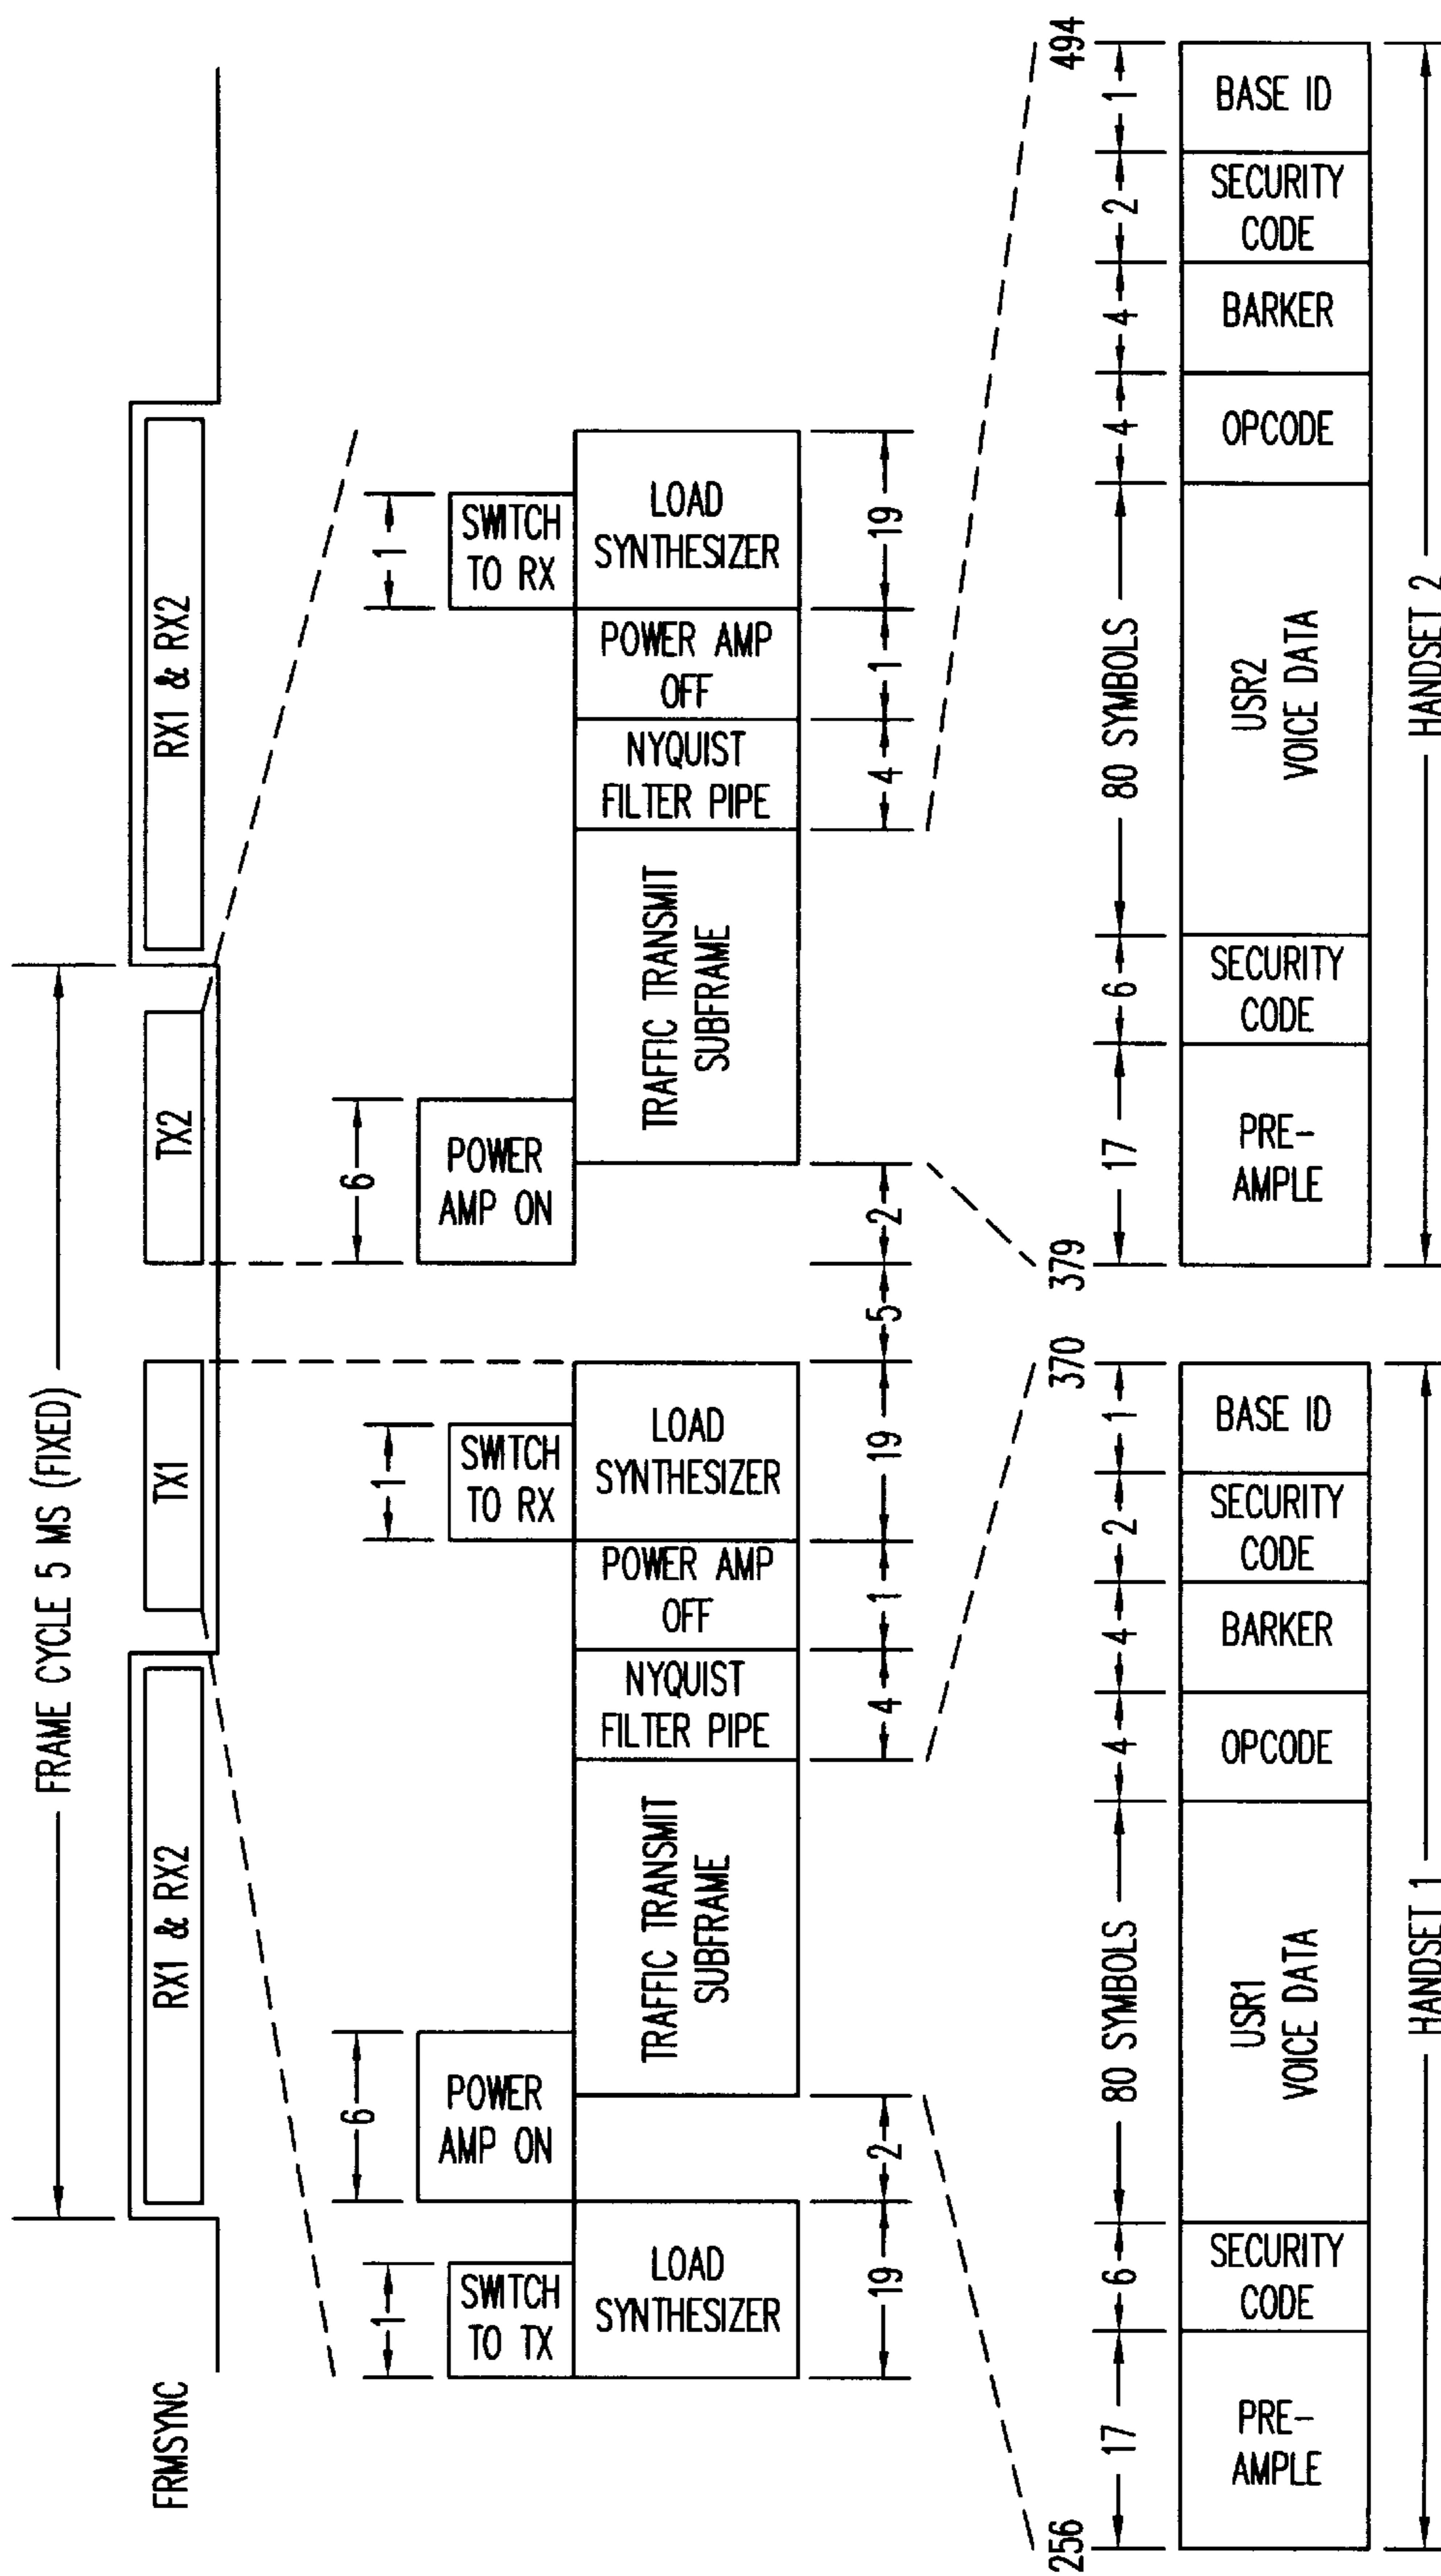 FRAME CYCLE 5 MS (FIXED)
FRMSYNC
RX1 & RX2
TX1
TX2
RX1 & RX2
1
6
1
6
1
SWITCH
TO TX
POWER
AMP ON
SWITCH
TO RX
POWER
AMP ON
SWITCH
TO RX
LOAD
SYNTHESIZER
TRAFFIC TRANSMIT
SUBFRAME
NYQUIST
FILTER PIPE
POWER AMP
OFF
LOAD
SYNTHESIZER
TRAFFIC TRANSMIT
SUBFRAME
NYQUIST
FILTER PIPE
POWER AMP
OFF
LOAD
SYNTHESIZER
19
2
4
1
19
5
2
4
1
19
256
370
379
494
17
6
80 SYMBOLS
4
4
2
1
17
6
80 SYMBOLS
4
4
2
1
PRE-
AMPLE
SECURITY
CODE
USR1
VOICE DATA
OPCODE
BARKER
SECURITY
CODE
BASE ID
PRE-
AMPLE
SECURITY
CODE
USR2
VOICE DATA
OPCODE
BARKER
SECURITY
CODE
BASE ID
HANDSET 1
HANDSET 2